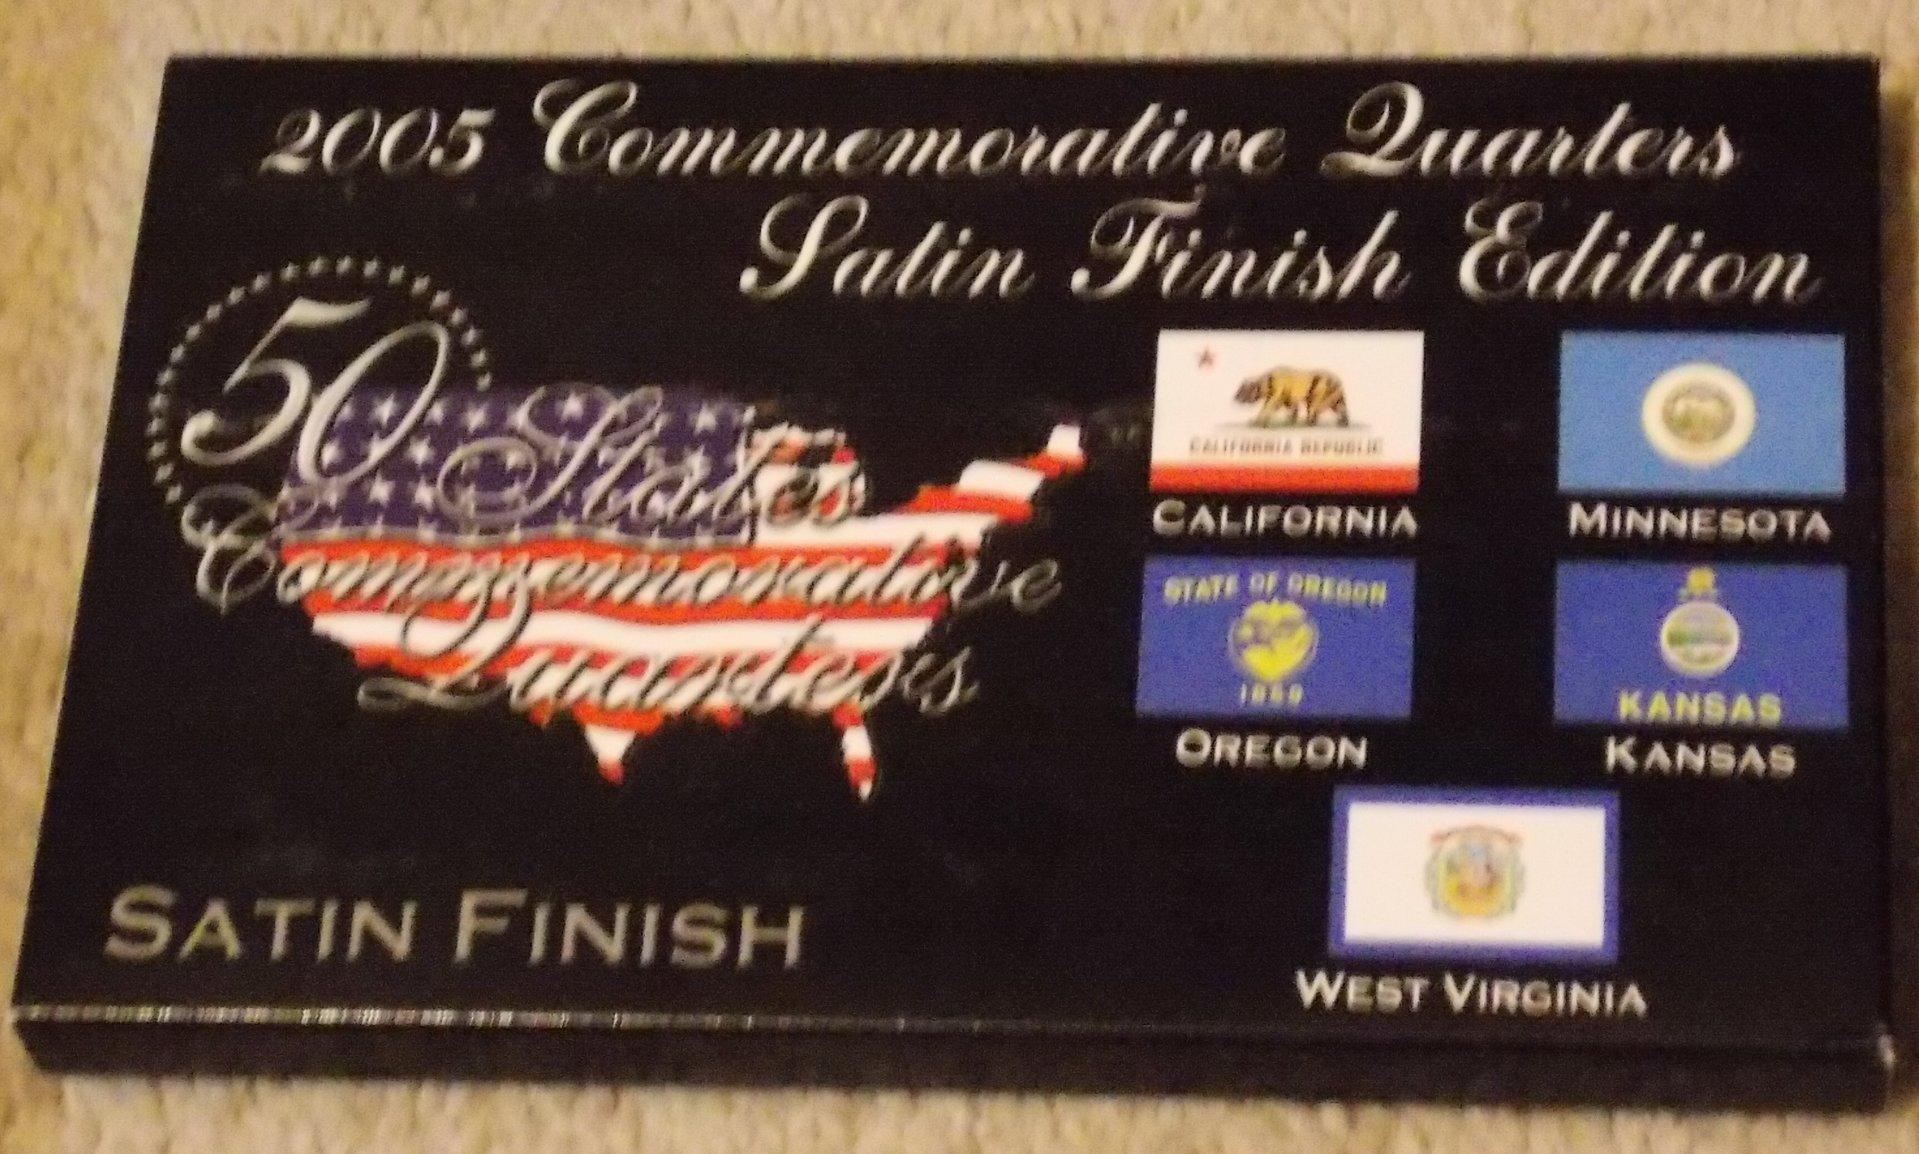 2005 Commemorative Quarters
Satin Finish Edition
50 States
Commemorative
Quarters
CALIFORNIA REPUBLIC
CALIFORNIA
MINNESOTA
STATE OF OREGON
1859
OREGON
KANSAS
KANSAS
WEST VIRGINIA
SATIN FINISH